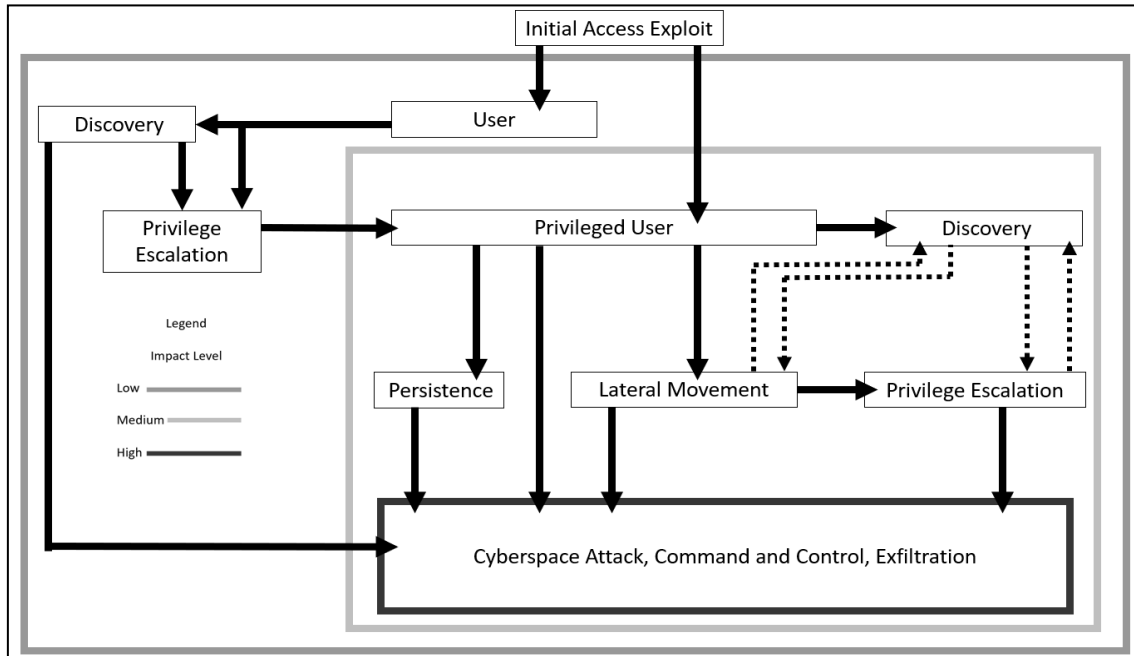 Initial Access Exploit
Discovery
User
Privilege
Escalation
Privileged User
Discovery
Legend
Impact Level
Low
Medium
High
Persistence
Lateral Movement
Privilege Escalation
Cyberspace Attack, Command and Control, Exfiltration